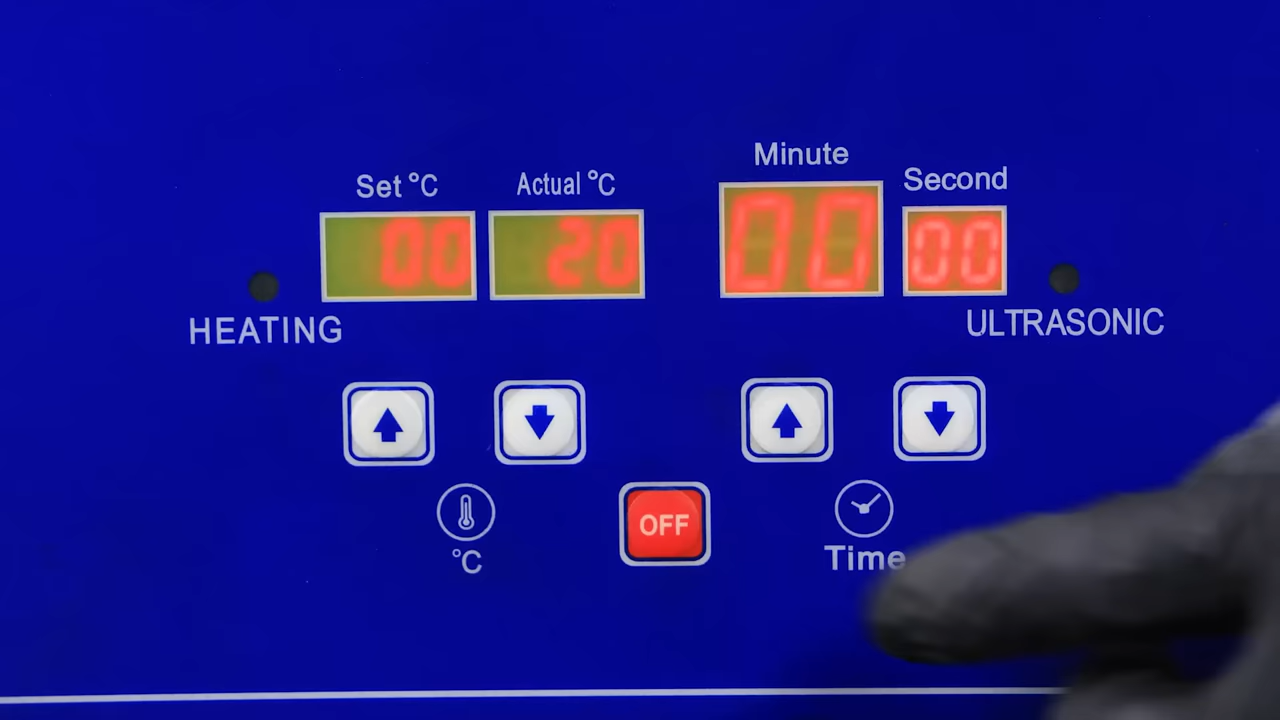 Minute
Set °C Actual °C Second
00 20 00 00
HEATING ULTRASONIC
OFF
°C Time